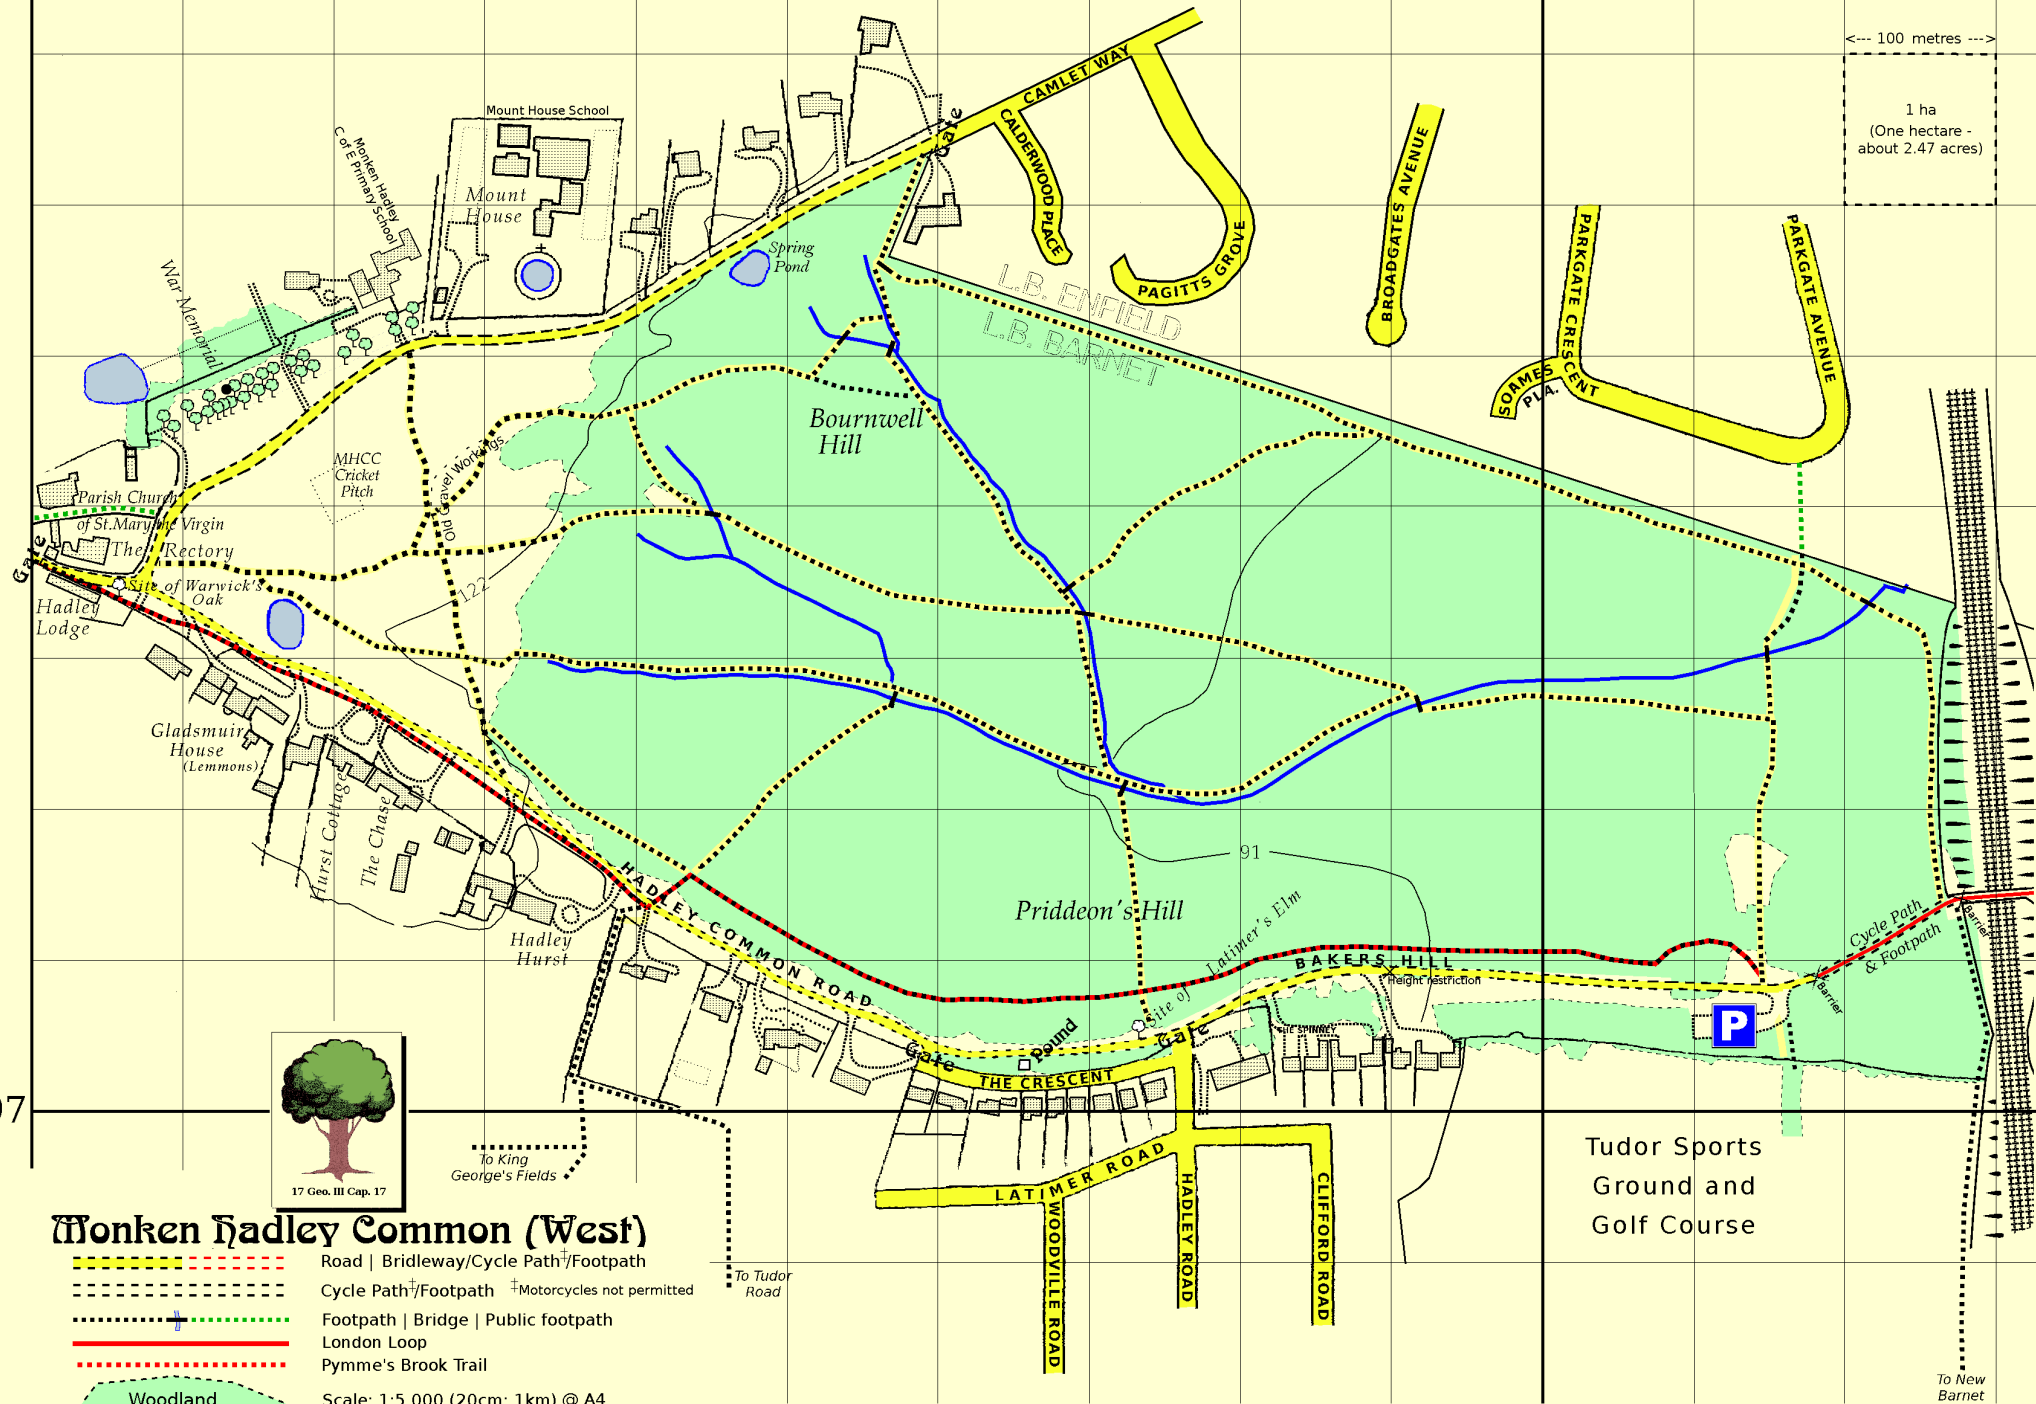 <--- 100 metres --->
1 ha
(One hectare -
about 2.47 acres)
CAMLET WAY
Gate
CALDERWOOD PLACE
PAGITTS GROVE
BROADGATES AVENUE
PARKGATE CRESCENT
PARKGATE AVENUE
SOAMES
PLA.
L.B. ENFIELD
L.B. BARNET
Mount House School
Mount
House
Monken Hadley
C of E Primary School
War Memorial
Spring
Pond
Bournwell
Hill
MHCC
Cricket
Pitch
Old Gravel Workings
Parish Church
of St.Mary the Virgin
The Rectory
Gate
Site of Warwick's
Oak
Hadley
Lodge
122
Gladsmuir
House
(Lemmons)
Hurst Cottage
The Chase
Hadley
Hurst
HADLEY COMMON ROAD
91
Priddeon's Hill
Site of Latimer's Elm
BAKERS HILL
Height restriction
Cycle Path
& Footpath
Barrier
Barrier
P
THE SPINNEY
Gate
Pound
Gate
THE CRESCENT
LATIMER ROAD
WOODVILLE ROAD
HADLEY ROAD
CLIFFORD ROAD
Tudor Sports
Ground and
Golf Course
To King
George's Fields
To Tudor
Road
To New
Barnet
07
17 Geo. III Cap. 17
Monken Hadley Common (West)
Road | Bridleway/Cycle Path‡/Footpath
Cycle Path‡/Footpath ‡Motorcycles not permitted
Footpath | Bridge | Public footpath
London Loop
Pymme's Brook Trail
Woodland
Scale: 1:5 000 (20cm: 1km) @ A4